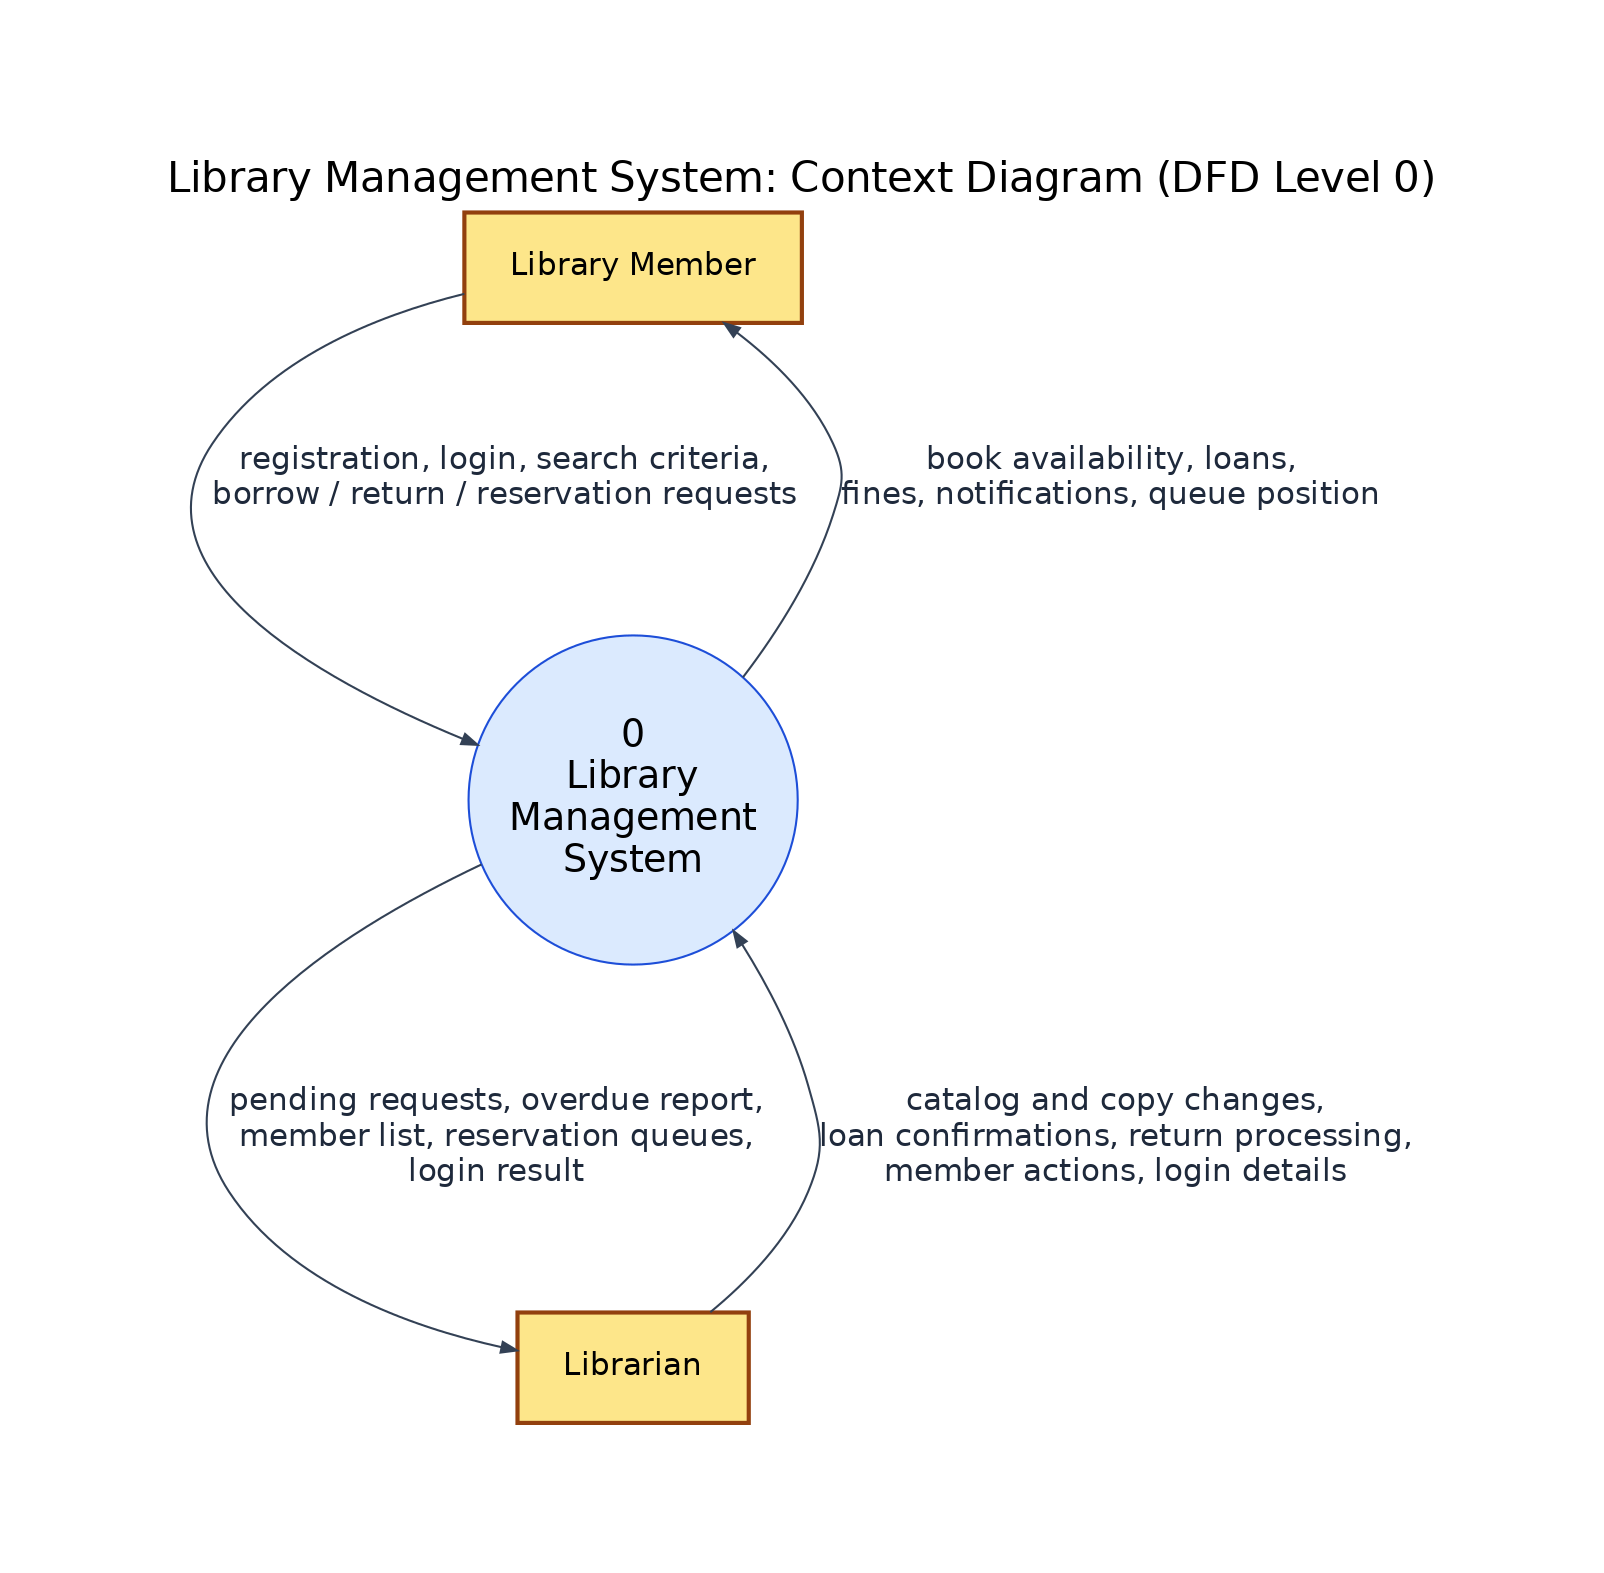 Library Management System: Context Diagram (DFD Level 0)
Library Member
registration, login, search criteria,
borrow / return / reservation requests
book availability, loans,
fines, notifications, queue position
0
Library
Management
System
pending requests, overdue report,
member list, reservation queues,
login result
catalog and copy changes,
loan confirmations, return processing,
member actions, login details
Librarian